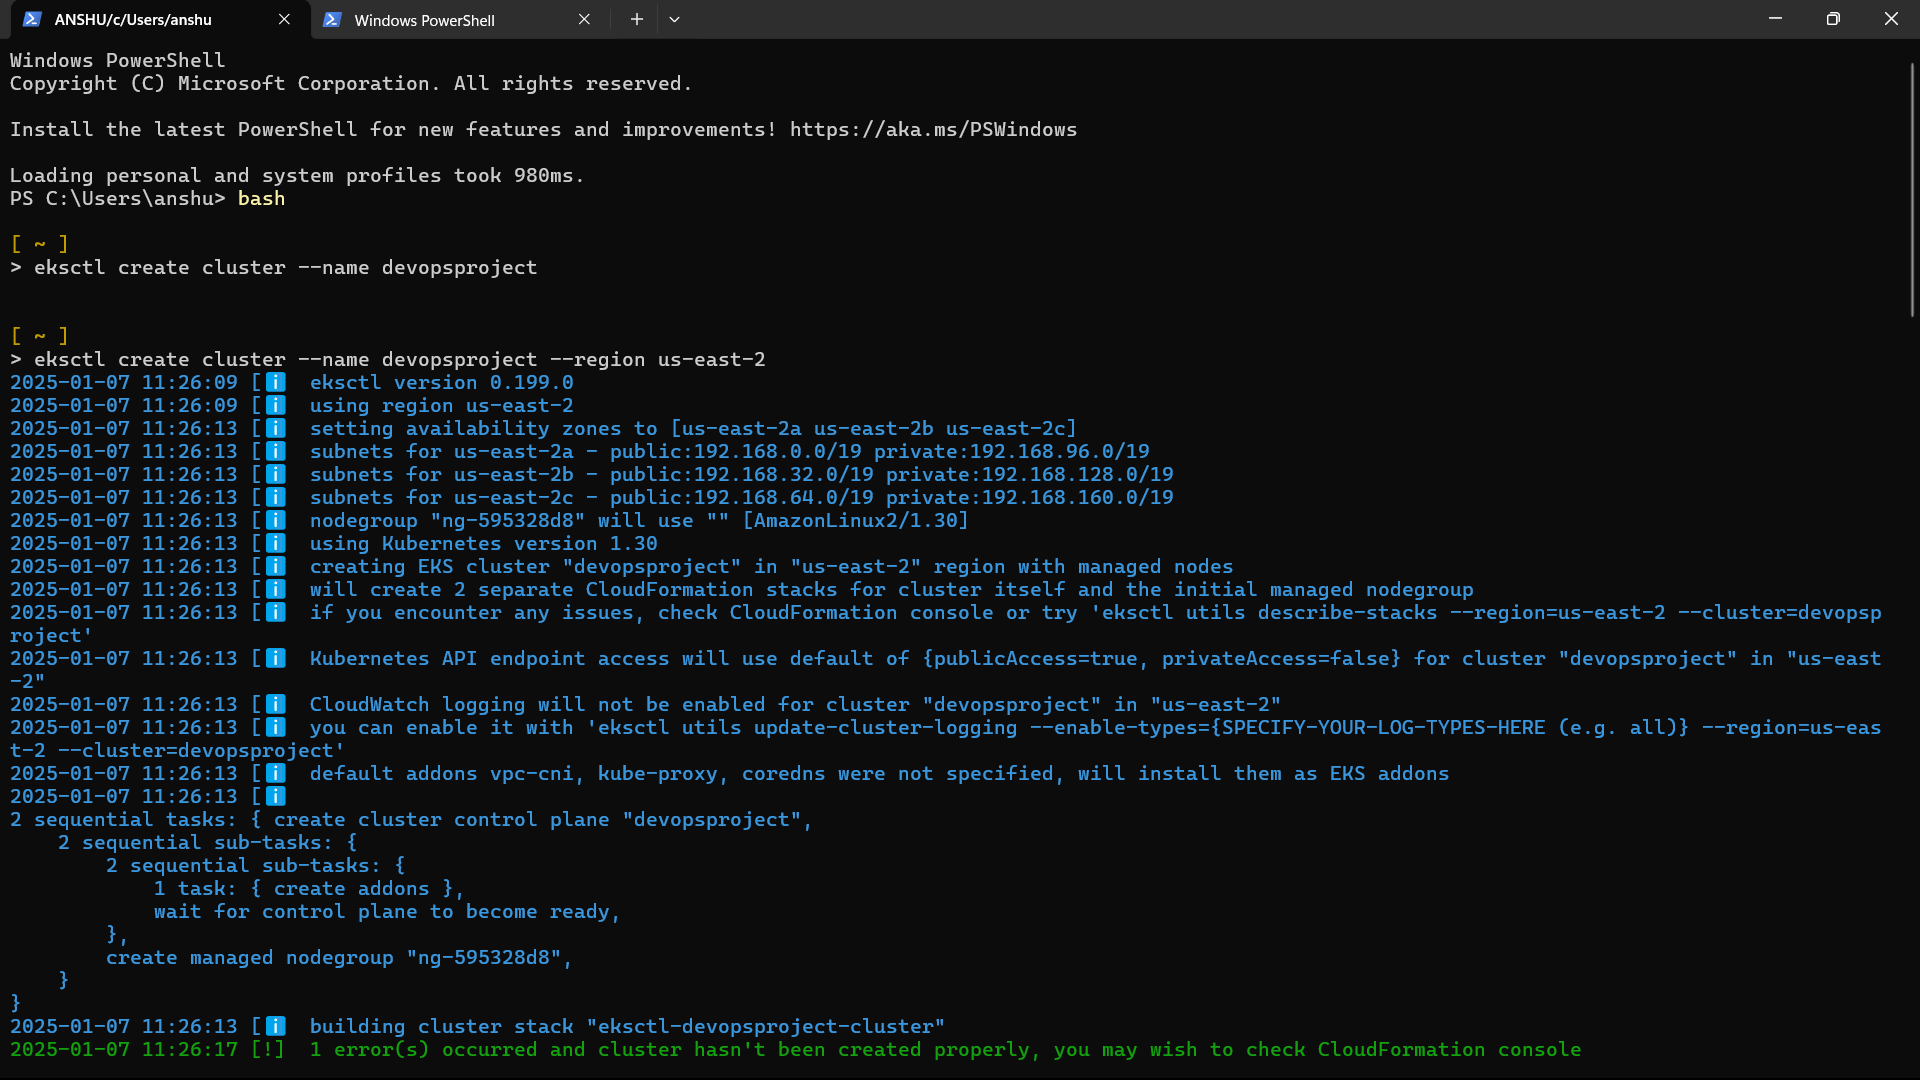 ANSHU/c/Users/anshu
Windows PowerShell
Windows PowerShell
Copyright (C) Microsoft Corporation. All rights reserved.
Install the latest PowerShell for new features and improvements! https://aka.ms/PSWindows
Loading personal and system profiles took 980ms.
PS C:\Users\anshu> bash
[ ~ ]
> eksctl create cluster --name devopsproject
[ ~ ]
> eksctl create cluster --name devopsproject --region us-east-2
2025-01-07 11:26:09 [ℹ️  eksctl version 0.199.0
2025-01-07 11:26:09 [ℹ️  using region us-east-2
2025-01-07 11:26:13 [ℹ️  setting availability zones to [us-east-2a us-east-2b us-east-2c]
2025-01-07 11:26:13 [ℹ️  subnets for us-east-2a - public:192.168.0.0/19 private:192.168.96.0/19
2025-01-07 11:26:13 [ℹ️  subnets for us-east-2b - public:192.168.32.0/19 private:192.168.128.0/19
2025-01-07 11:26:13 [ℹ️  subnets for us-east-2c - public:192.168.64.0/19 private:192.168.160.0/19
2025-01-07 11:26:13 [ℹ️  nodegroup "ng-595328d8" will use "" [AmazonLinux2/1.30]
2025-01-07 11:26:13 [ℹ️  using Kubernetes version 1.30
2025-01-07 11:26:13 [ℹ️  creating EKS cluster "devopsproject" in "us-east-2" region with managed nodes
2025-01-07 11:26:13 [ℹ️  will create 2 separate CloudFormation stacks for cluster itself and the initial managed nodegroup
2025-01-07 11:26:13 [ℹ️  if you encounter any issues, check CloudFormation console or try 'eksctl utils describe-stacks --region=us-east-2 --cluster=devopsp
roject'
2025-01-07 11:26:13 [ℹ️  Kubernetes API endpoint access will use default of {publicAccess=true, privateAccess=false} for cluster "devopsproject" in "us-east
-2"
2025-01-07 11:26:13 [ℹ️  CloudWatch logging will not be enabled for cluster "devopsproject" in "us-east-2"
2025-01-07 11:26:13 [ℹ️  you can enable it with 'eksctl utils update-cluster-logging --enable-types={SPECIFY-YOUR-LOG-TYPES-HERE (e.g. all)} --region=us-eas
t-2 --cluster=devopsproject'
2025-01-07 11:26:13 [ℹ️  default addons vpc-cni, kube-proxy, coredns were not specified, will install them as EKS addons
2025-01-07 11:26:13 [ℹ️
2 sequential tasks: { create cluster control plane "devopsproject",
    2 sequential sub-tasks: {
        2 sequential sub-tasks: {
            1 task: { create addons },
            wait for control plane to become ready,
        },
        create managed nodegroup "ng-595328d8",
    }
}
2025-01-07 11:26:13 [ℹ️  building cluster stack "eksctl-devopsproject-cluster"
2025-01-07 11:26:17 [!]  1 error(s) occurred and cluster hasn't been created properly, you may wish to check CloudFormation console